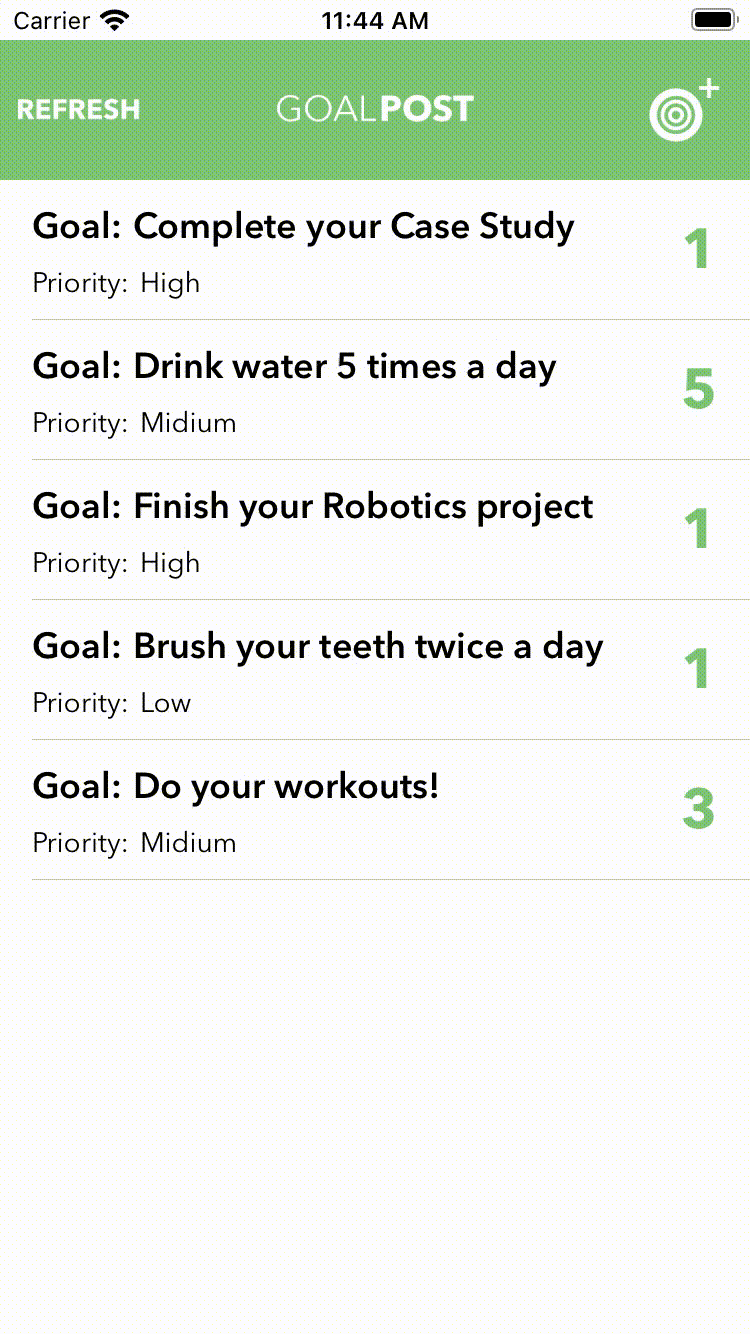 Carrier 11:44 AM
REFRESH GOALPOST
Goal: Complete your Case Study 1
Priority: High
Goal: Drink water 5 times a day 5
Priority: Midium
Goal: Finish your Robotics project 1
Priority: High
Goal: Brush your teeth twice a day 1
Priority: Low
Goal: Do your workouts! 3
Priority: Midium